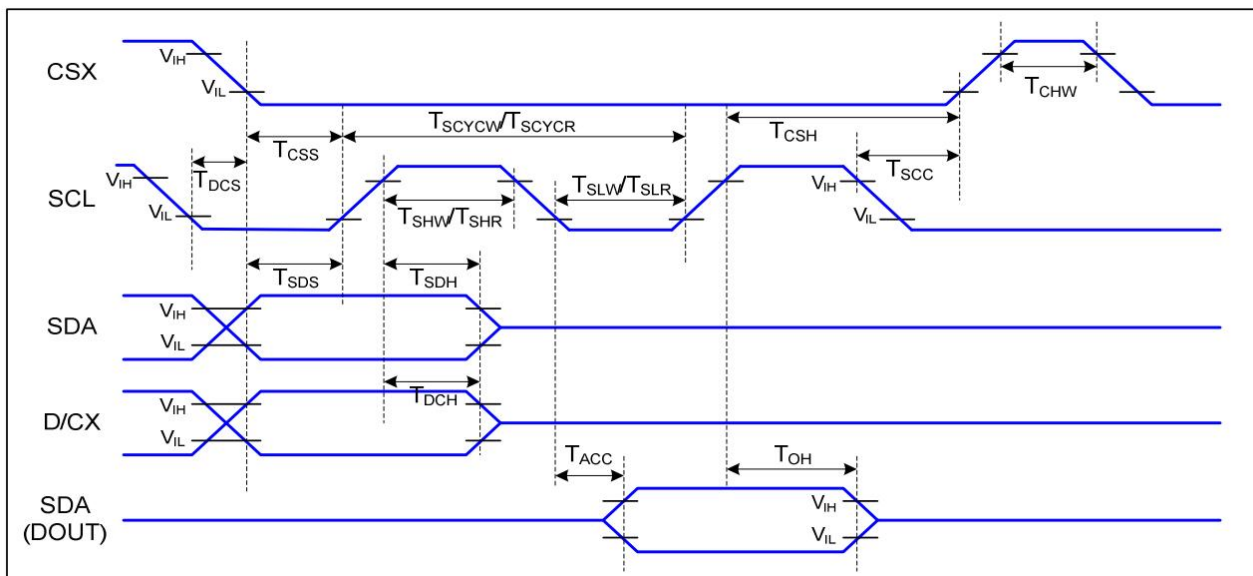 CSX
VIH
VIL
TCHW
TSCYCW/TSCYCR
TCSS
TCSH
TDCS
TSCC
SCL
VIH
VIL
TSLW/TSLR
VIH
VIL
TSHW/TSHR
TSDS
TSDH
SDA
VIH
VIL
D/CX
VIH
VIL
TDCH
TACC
TOH
SDA
(DOUT)
VIH
VIL